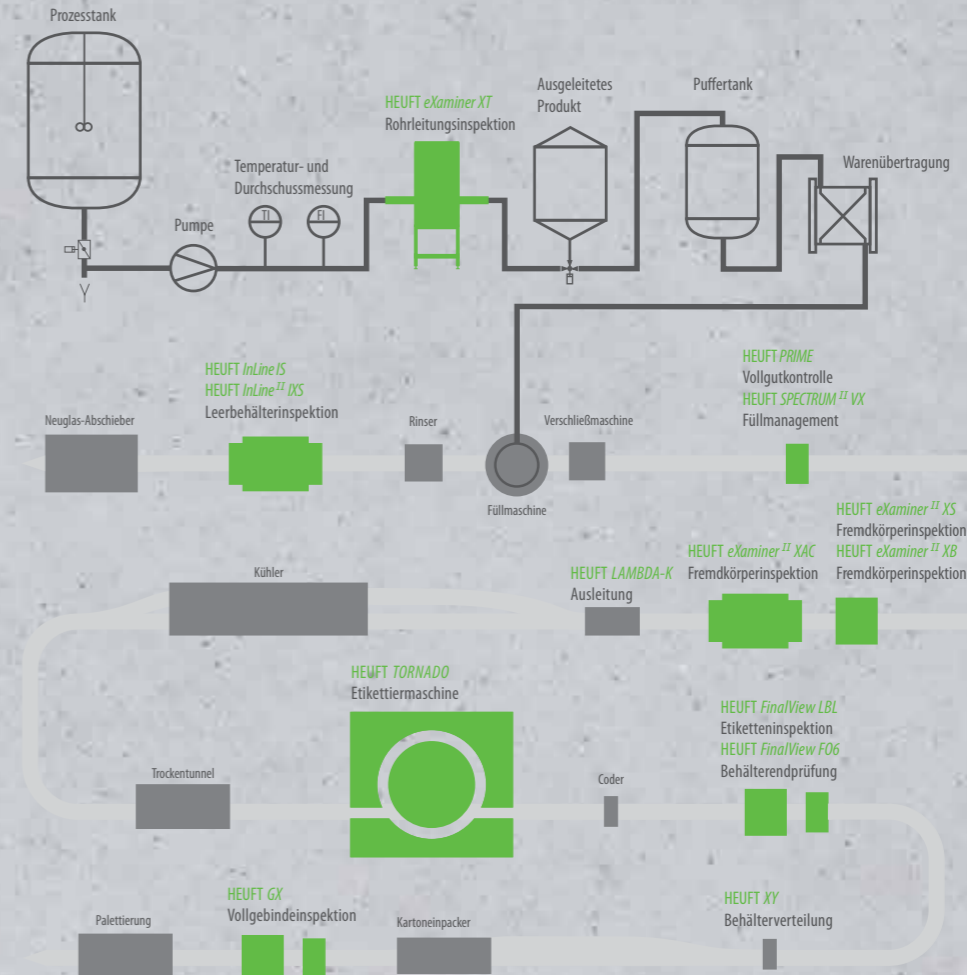 Prozesstank
HEUFT eXaminer XT
Rohrleitungsinspektion
Ausgeleitetes
Produkt
Puffertank
Warenübertragung
Temperatur- und
Durchschussmessung
TI
FI
Pumpe
HEUFT InLine IS
HEUFT InLine II IXS
Leerbehälterinspektion
HEUFT PRIME
Vollgutkontrolle
HEUFT SPECTRUM II VX
Füllmanagement
Neuglas-Abschieber
Rinser
Verschließmaschine
Füllmaschine
HEUFT eXaminer II XS
Fremdkörperinspektion
HEUFT eXaminer II XB
Fremdkörperinspektion
HEUFT eXaminer II XAC
Fremdkörperinspektion
HEUFT LAMBDA-K
Ausleitung
Kühler
HEUFT TORNADO
Etikettiermaschine
HEUFT FinalView LBL
Etiketteninspektion
HEUFT FinalView FO6
Behälterendprüfung
Trockentunnel
Coder
HEUFT GX
Vollgebindeinspektion
HEUFT XY
Behälterverteilung
Palettierung
Kartoneinpacker